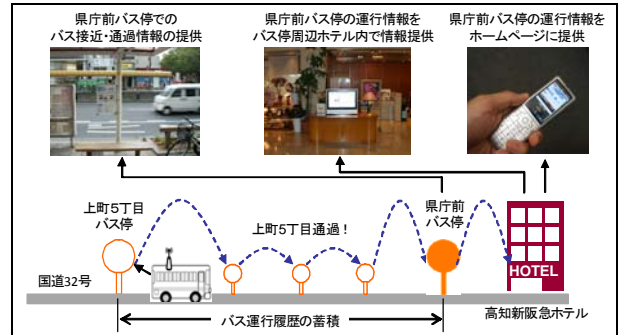 県庁前バス停での
バス接近・通過情報の提供
県庁前バス停の運行情報を
バス停周辺ホテル内で情報提供
県庁前バス停の運行情報を
ホームページに提供
上町5丁目
バス停
上町5丁目通過！
県庁前
バス停
国道32号
HOTEL
高知新阪急ホテル
バス運行履歴の蓄積